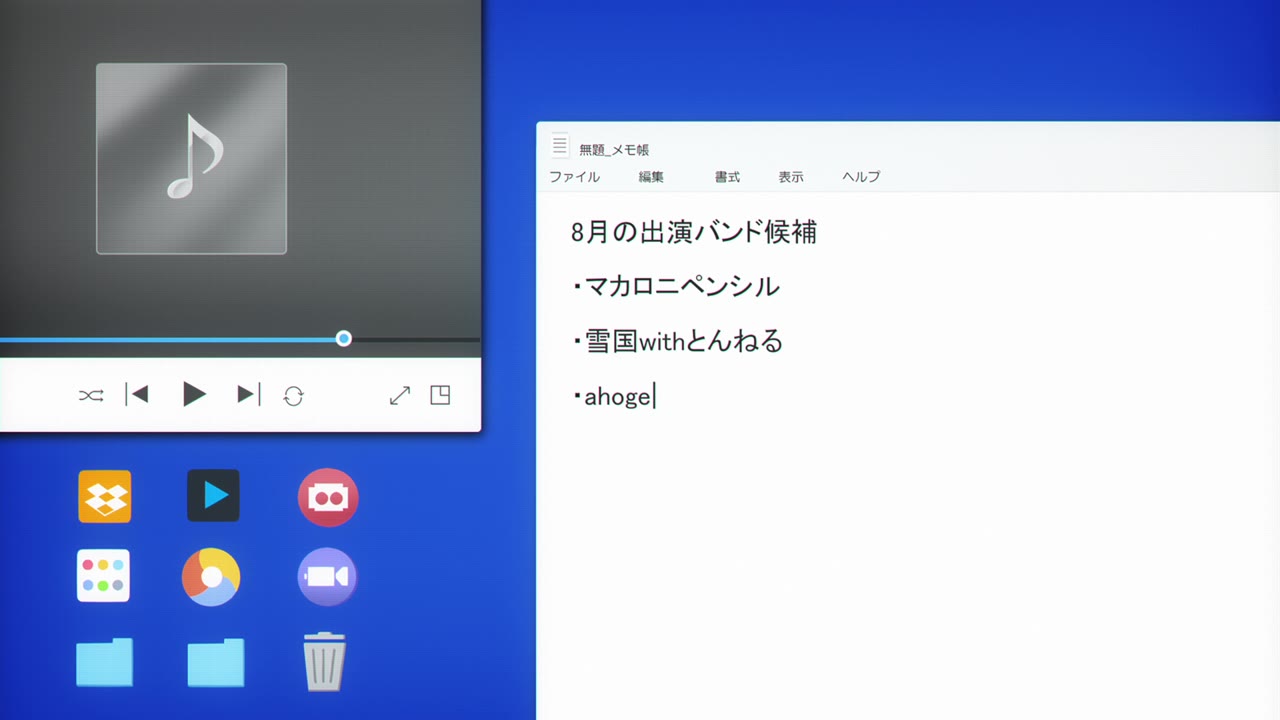 無題_メモ帳
ファイル 編集 書式 表示 ヘルプ
8月の出演バンド候補
・マカロニペンシル
・雪国withとんねる
・ahoge